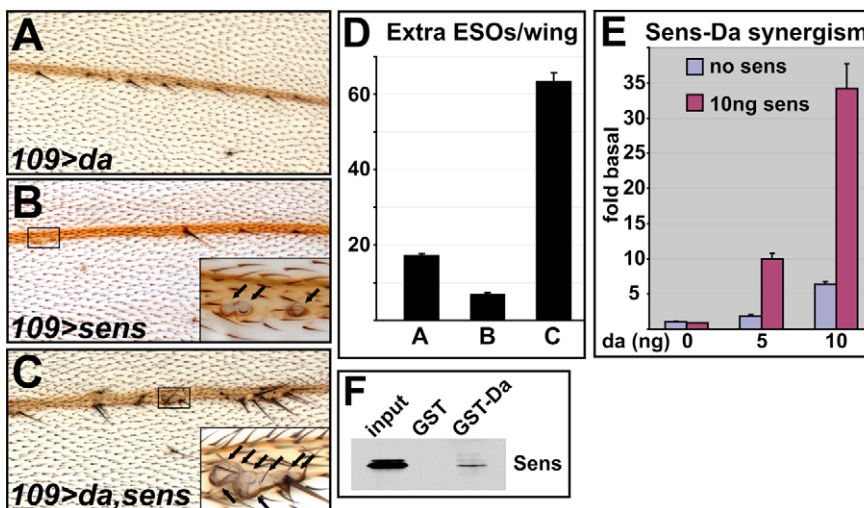 A
109>da
B
109>sens
C
109>da,sens
D Extra ESOs/wing
60
40
20
A B C
E Sens-Da synergism
no sens
10ng sens
fold basal
35
30
25
20
15
10
5
da (ng) 0 5 10
F
input GST GST-Da
Sens